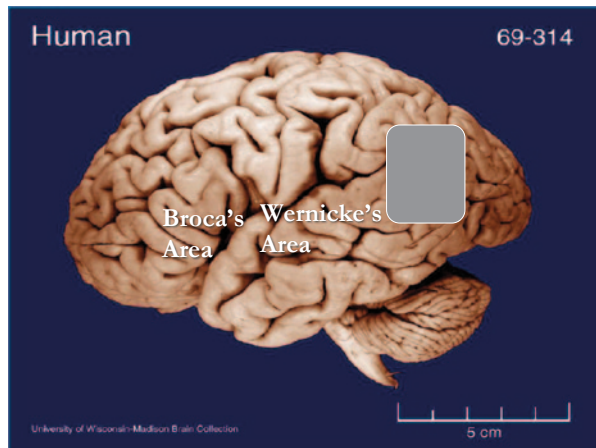 Human
69-314
Broca's
Area
Wernicke's
Area
University of Wisconsin-Madison Brain Collection
5 cm